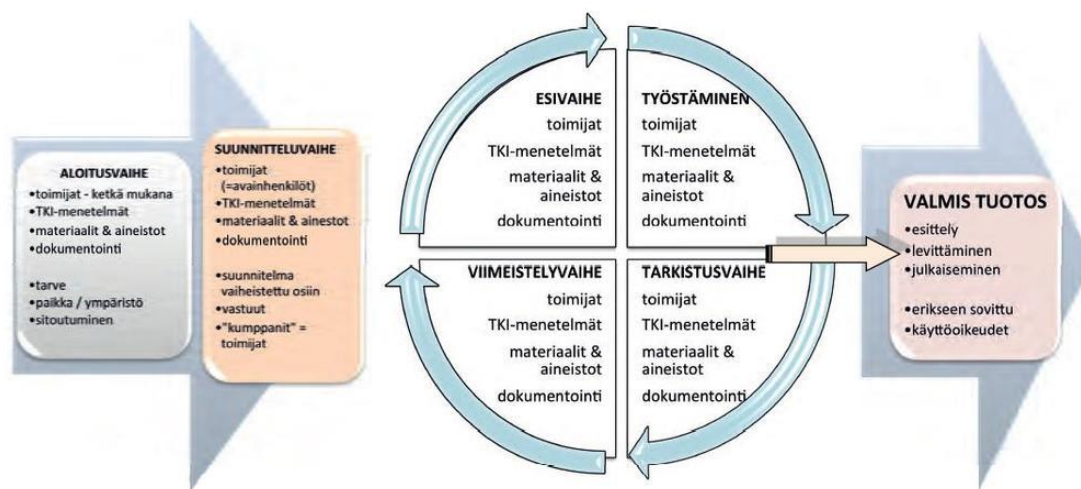 ALOITUSVAIHE
•toimijat - ketkä mukana
•TKI-menetelmät
•materiaalit & aineistot
•dokumentointi
•tarve
•paikka / ympäristö
•sitoutuminen
SUUNNITTELUVAIHE
•toimijat
(=avainhenkilöt)
•TKI-menetelmät
•materiaalit & ainestot
•dokumentointi
•suunnitelma
vaiheistettu osiin
•vastuut
•"kumppanit" =
toimijat
ESIVAIHE
toimijat
TKI-menetelmät
materiaalit &
aineistot
dokumentointi
TYÖSTÄMINEN
toimijat
TKI-menetelmät
materiaalit &
aineistot
dokumentointi
VIIMEISTELYVAIHE
toimijat
TKI-menetelmät
materiaalit &
aineistot
dokumentointi
TARKISTUSVAIHE
toimijat
TKI-menetelmät
materiaalit &
aineistot
dokumentointi
VALMIS TUOTOS
•esittely
•levittäminen
•julkaiseminen
•erikseen sovittu
•käyttöoikeudet